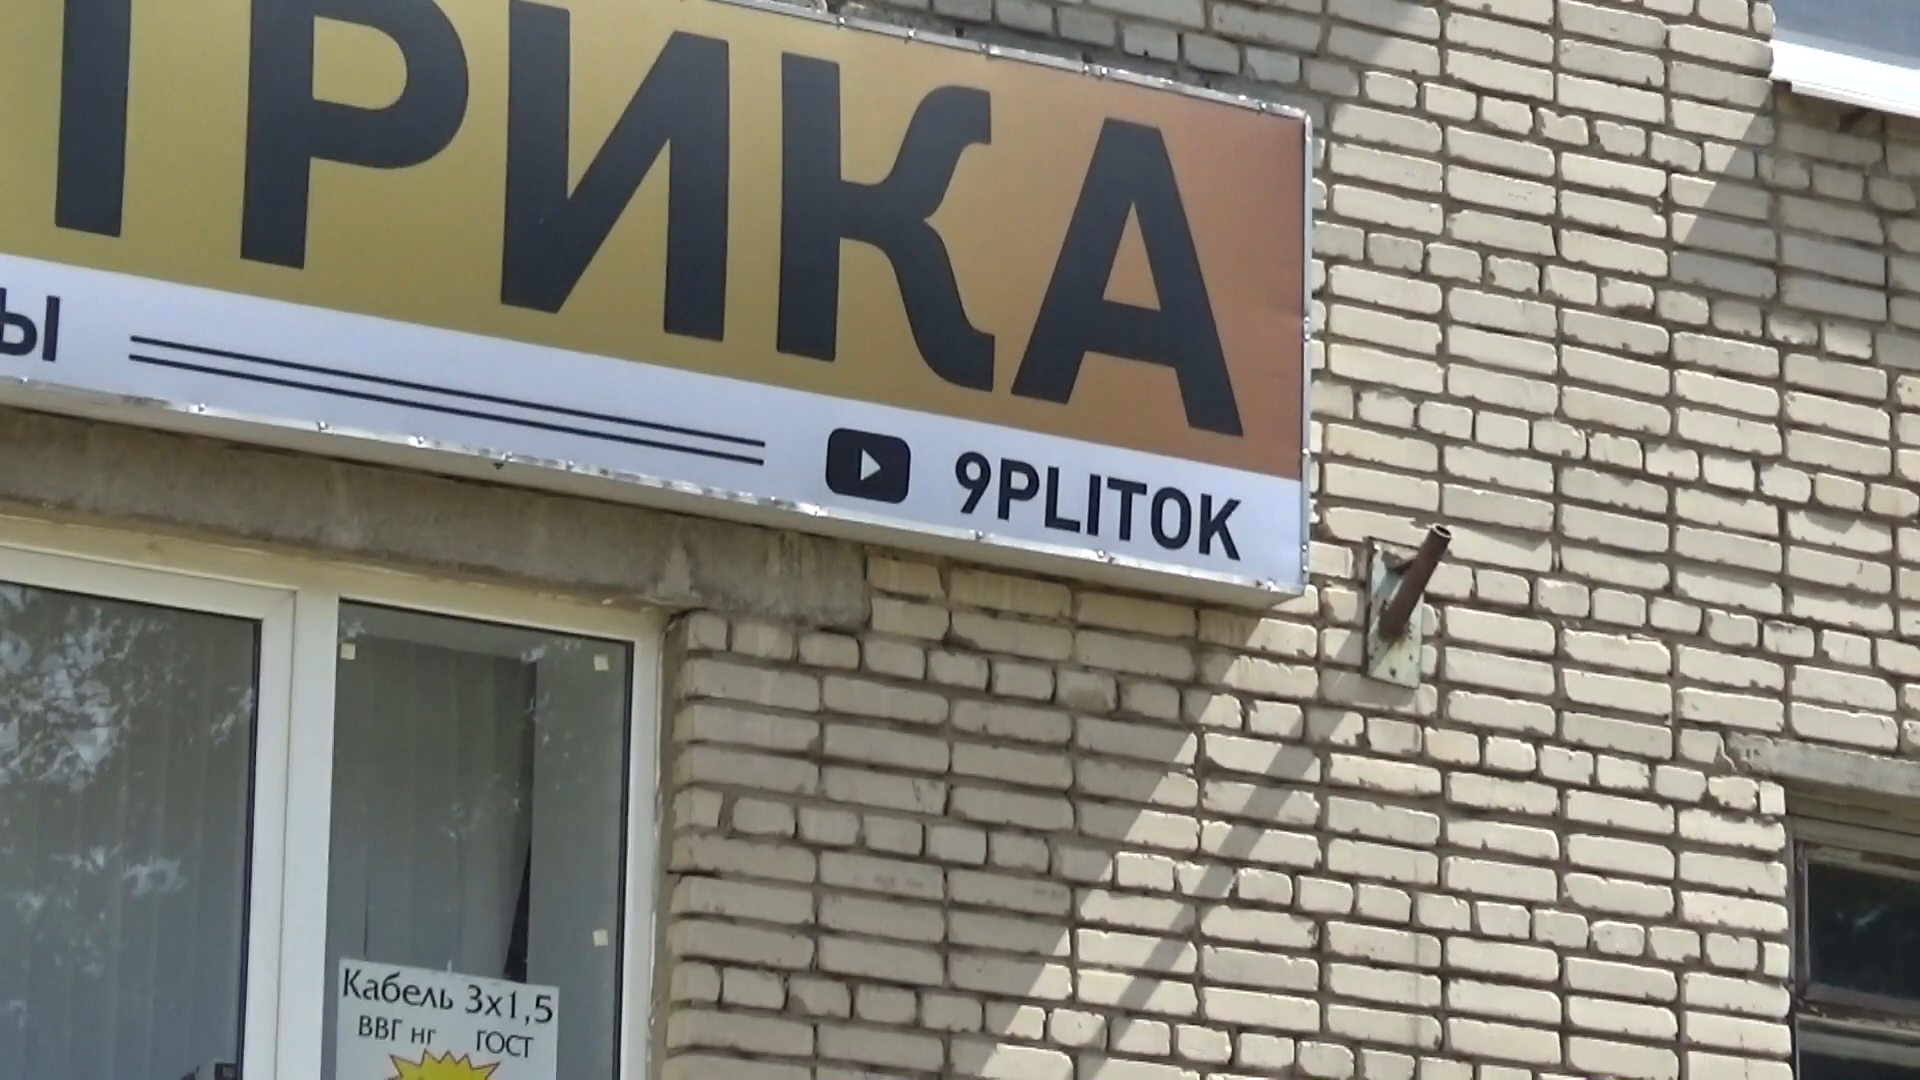 ТРИКА
Ы
9PLITOK
Кабель 3х1,5
ВВГ нг ГОСТ